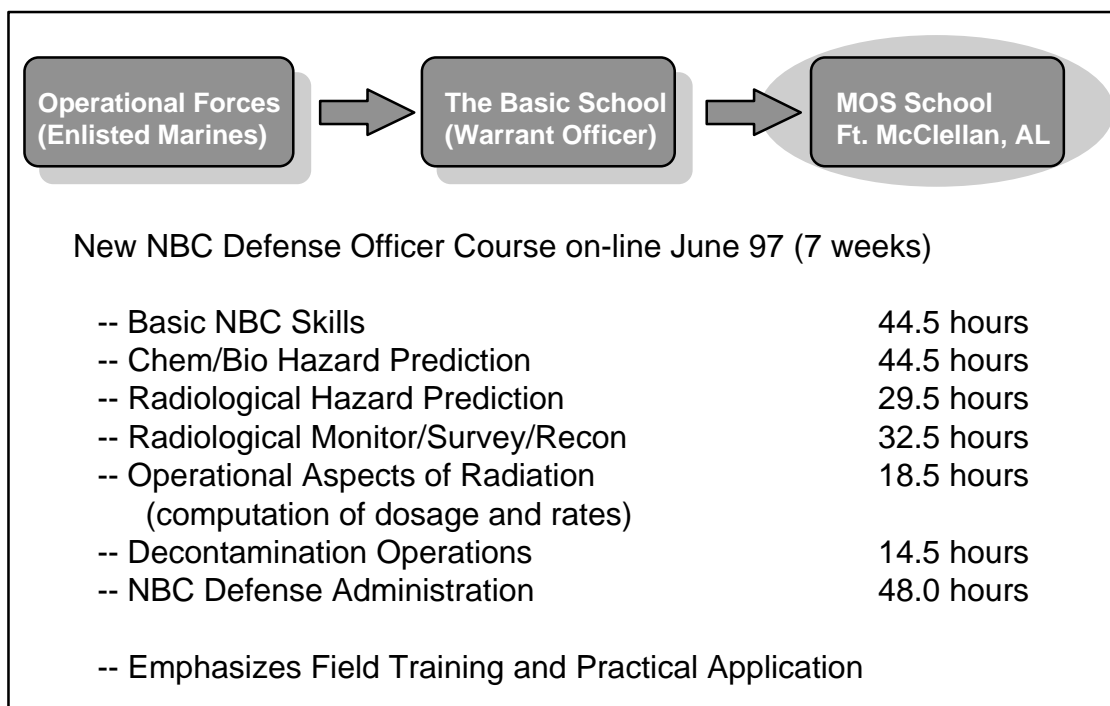 Operational Forces
(Enlisted Marines)
The Basic School
(Warrant Officer)
MOS School
Ft. McClellan, AL
New NBC Defense Officer Course on-line June 97 (7 weeks)
-- Basic NBC Skills 44.5 hours
-- Chem/Bio Hazard Prediction 44.5 hours
-- Radiological Hazard Prediction 29.5 hours
-- Radiological Monitor/Survey/Recon 32.5 hours
-- Operational Aspects of Radiation 18.5 hours
(computation of dosage and rates)
-- Decontamination Operations 14.5 hours
-- NBC Defense Administration 48.0 hours
-- Emphasizes Field Training and Practical Application